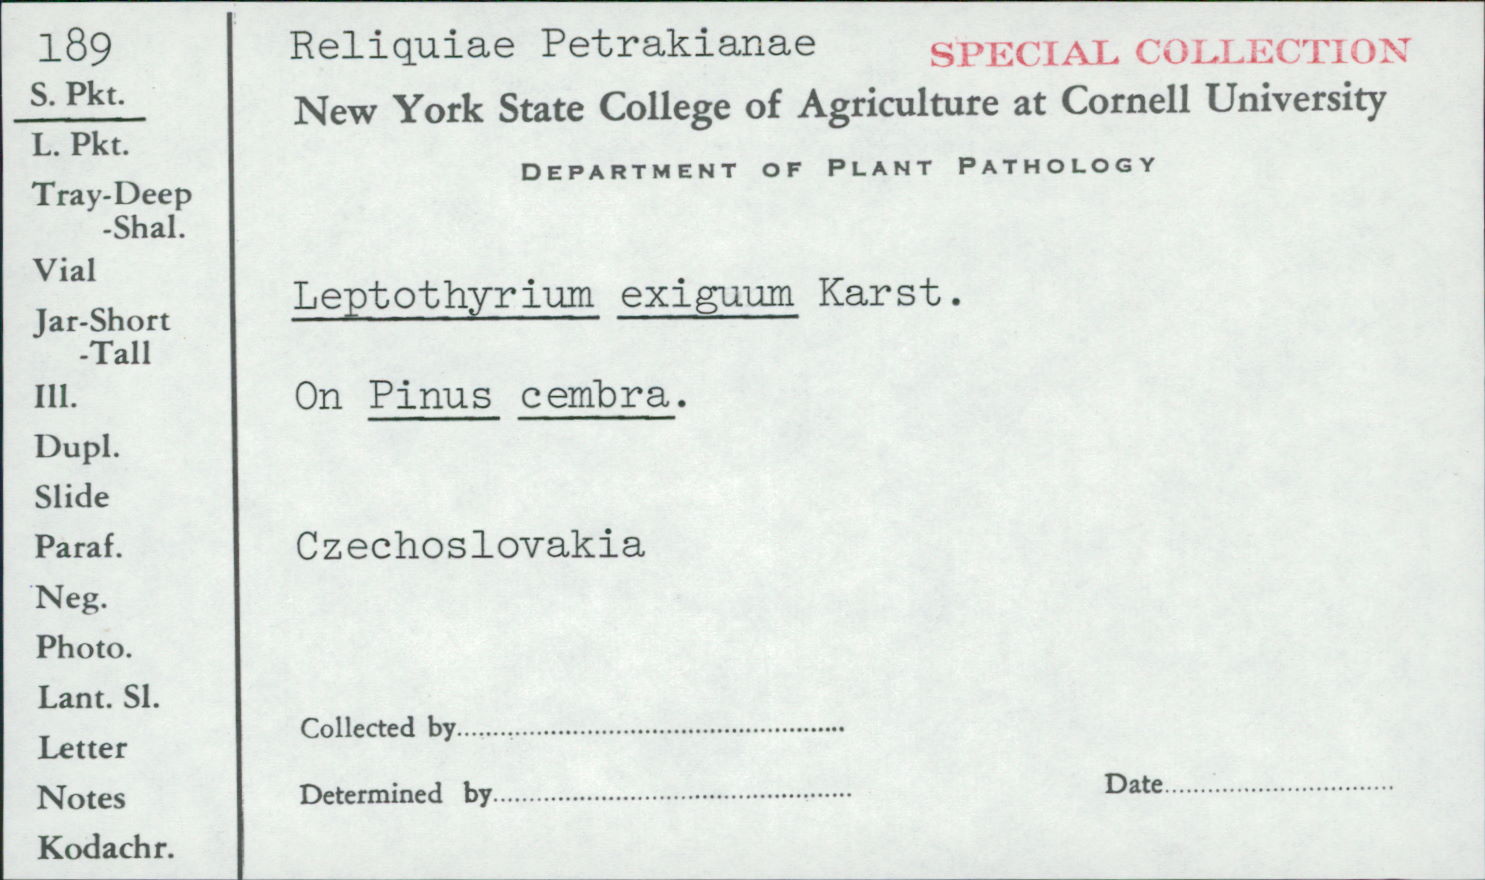 189
S. Pkt.
L. Pkt.
Tray-Deep
-Shal.
Vial
Jar-Short
-Tall
Ill.
Dupl.
Slide
Paraf.
Neg.
Photo.
Lant. Sl.
Letter
Notes
Kodachr.
Reliquiae Petrakianae
SPECIAL COLLECTION
New York State College of Agriculture at Cornell University
DEPARTMENT OF PLANT PATHOLOGY
Leptothyrium exiguum Karst.
On Pinus cembra.
Czechoslovakia
Collected by
Determined by
Date